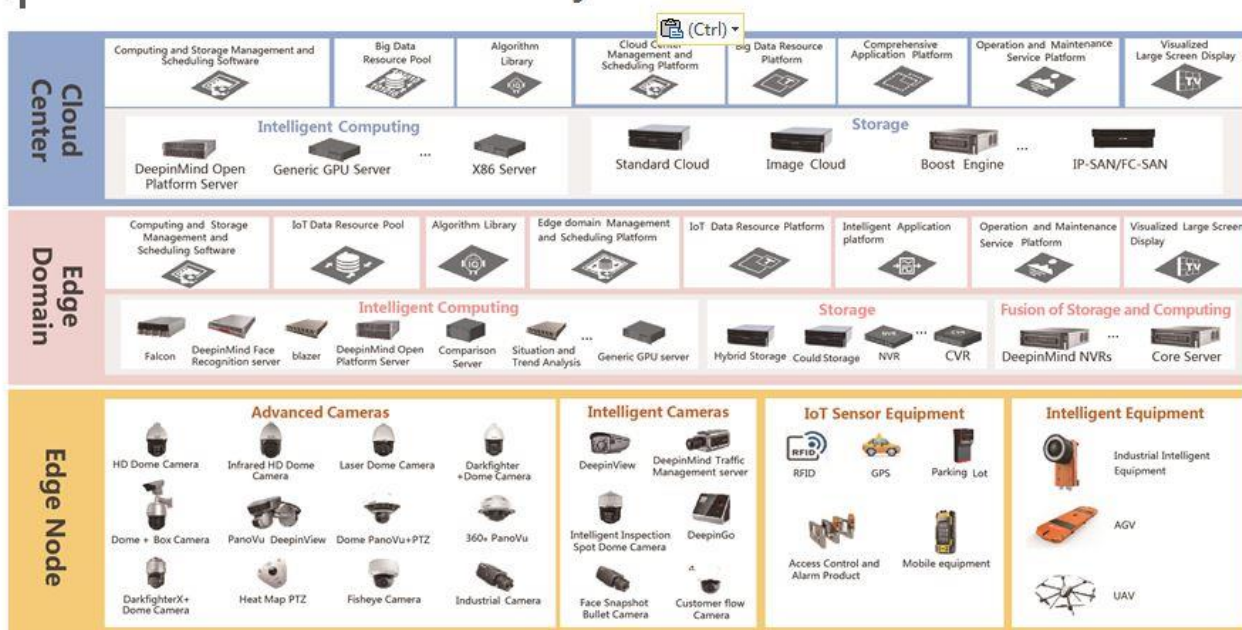 (Ctrl)
Cloud
Center
Computing and Storage Management and
Scheduling Software
Big Data
Resource Pool
Algorithm
Library
Cloud Center
Management and
Scheduling Platform
Big Data Resource
Platform
Comprehensive
Application Platform
Operation and Maintenance
Service Platform
Visualized
Large Screen Display
TV
Intelligent Computing
DeepinMind Open
Platform Server
Generic GPU Server
...
X86 Server
Storage
Standard Cloud
Image Cloud
Boost Engine
...
IP-SAN/FC-SAN
Edge
Domain
Computing and Storage
Management and
Scheduling Software
IoT Data Resource Pool
Algorithm Library
Edge domain Management
and Scheduling Platform
IoT Data Resource Platform
Intelligent Application
platform
Operation and Maintenance
Service Platform
Visualized Large Screen
Display
TV
Intelligent Computing
Falcon
DeepinMind Face
Recognition server
blazer
DeepinMind Open
Platform Server
Comparison
Server
Situation and
Trend Analysis
...
Generic GPU server
Storage
Hybrid Storage
Could Storage
NVR
NVR
...
CVR
CVR
Fusion of Storage and Computing
DeepinMind NVRs
...
Core Server
Edge Node
Advanced Cameras
HD Dome Camera
Infrared HD Dome
Camera
Laser Dome Camera
Darkfighter
+Dome Camera
Dome + Box Camera
PanoVu DeepinView
Dome PanoVu+PTZ
360° PanoVu
DarkfighterX+
Dome Camera
Heat Map PTZ
Fisheye Camera
Industrial Camera
Intelligent Cameras
DeepinView
DeepinMind Traffic
Management server
Intelligent Inspection
Spot Dome Camera
DeepinGo
Face Snapshot
Bullet Camera
Customer flow
Camera
IoT Sensor Equipment
RFID
RFID
GPS
Parking Lot
Access Control and
Alarm Product
Mobile equipment
Intelligent Equipment
Industrial Intelligent
Equipment
AGV
UAV